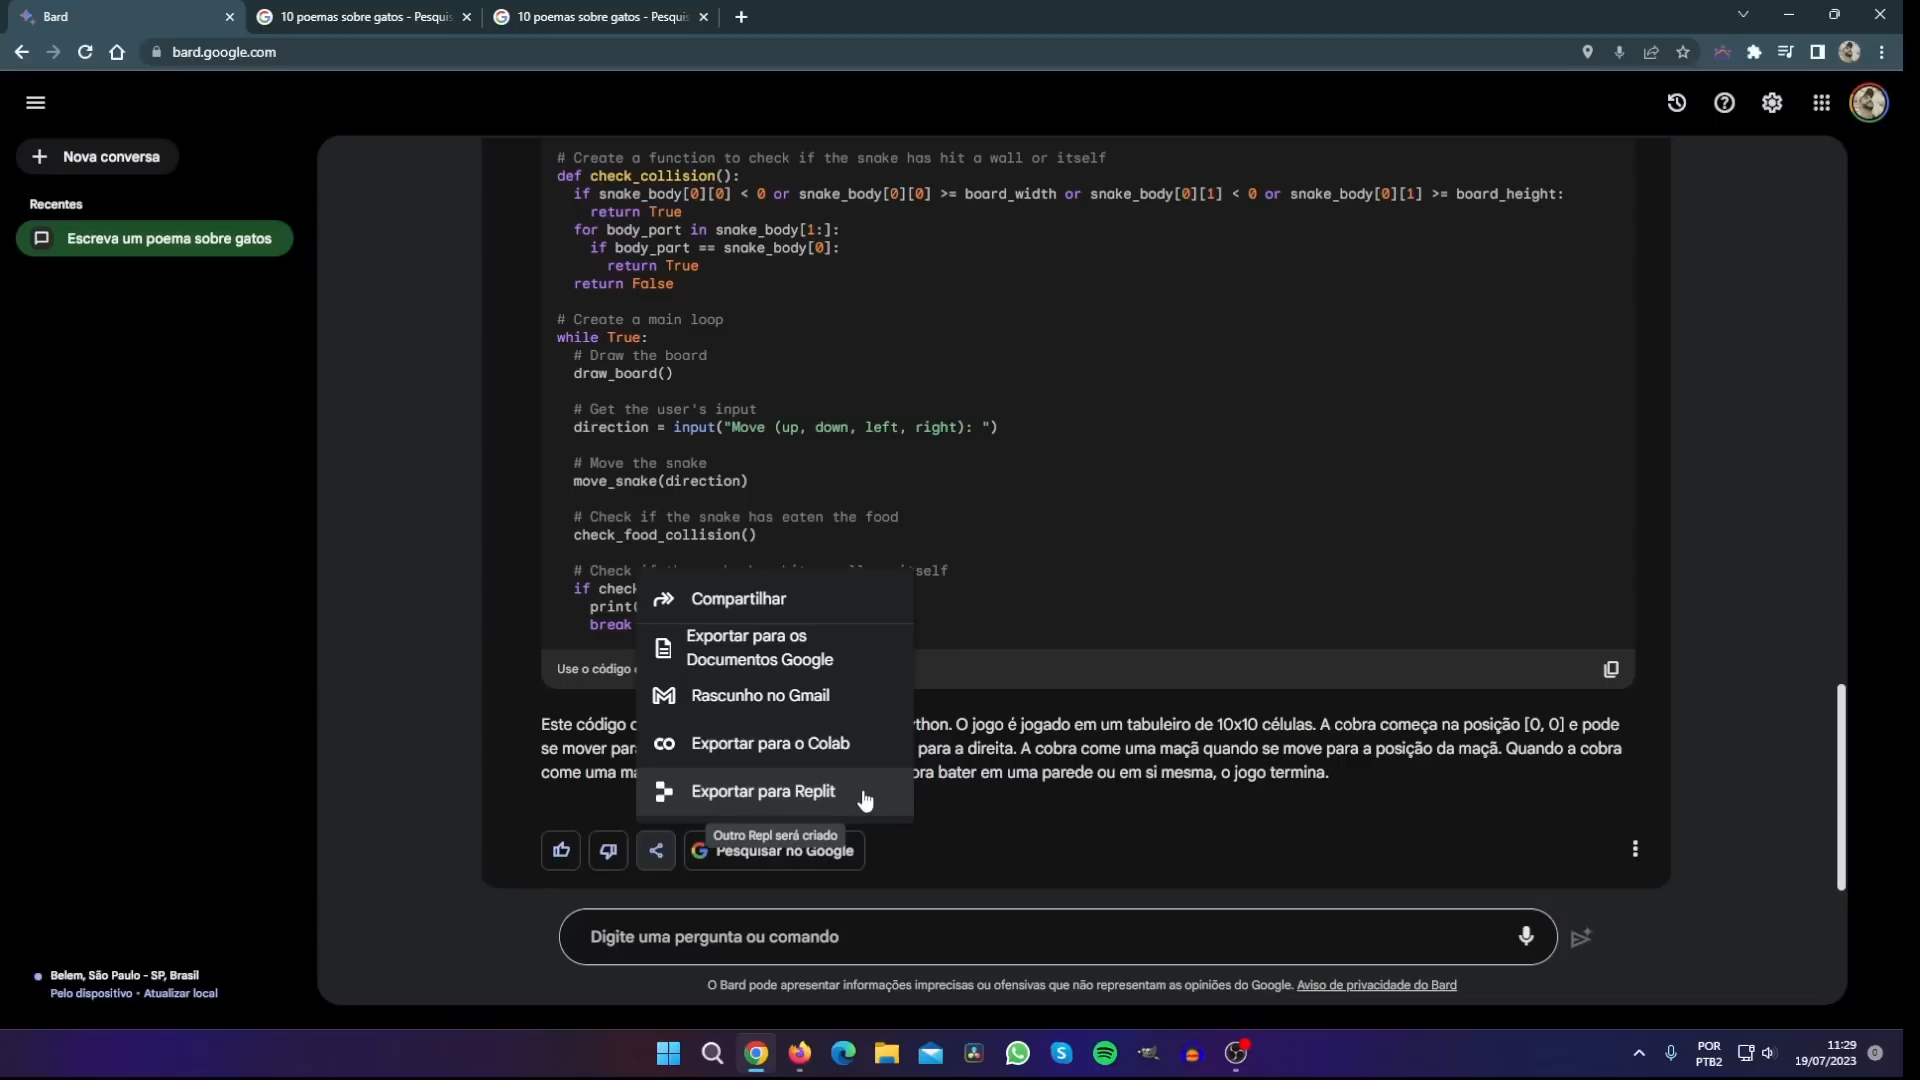 Bard
10 poemas sobre gatos - Pesquis
10 poemas sobre gatos - Pesquis
bard.google.com
Nova conversa
Recentes
Escreva um poema sobre gatos
# Create a function to check if the snake has hit a wall or itself
def check_collision():
if snake_body[0][0] < 0 or snake_body[0][0] >= board_width or snake_body[0][1] < 0 or snake_body[0][1] >= board_height:
return True
for body_part in snake_body[1:]:
if body_part == snake_body[0]:
return True
return False
# Create a main loop
while True:
# Draw the board
draw_board()
# Get the user's input
direction = input("Move (up, down, left, right): ")
# Move the snake
move_snake(direction)
# Check if the snake has eaten the food
check_food_collision()
# Check itself
if check
print(
break
Compartilhar
Exportar para os
Documentos Google
Rascunho no Gmail
Exportar para o Colab
Exportar para Replit
Outro Repl será criado
Use o código
Este código ython. O jogo é jogado em um tabuleiro de 10x10 células. A cobra começa na posição [0, 0] e pode
se mover para para a direita. A cobra come uma maçã quando se move para a posição da maçã. Quando a cobra
come uma ma bra bater em uma parede ou em si mesma, o jogo termina.
Pesquisar no Google
Digite uma pergunta ou comando
O Bard pode apresentar informações imprecisas ou ofensivas que não representam as opiniões do Google. Aviso de privacidade do Bard
Belem, São Paulo - SP, Brasil
Pelo dispositivo • Atualizar local
POR
PTB2
11:29
19/07/2023
0